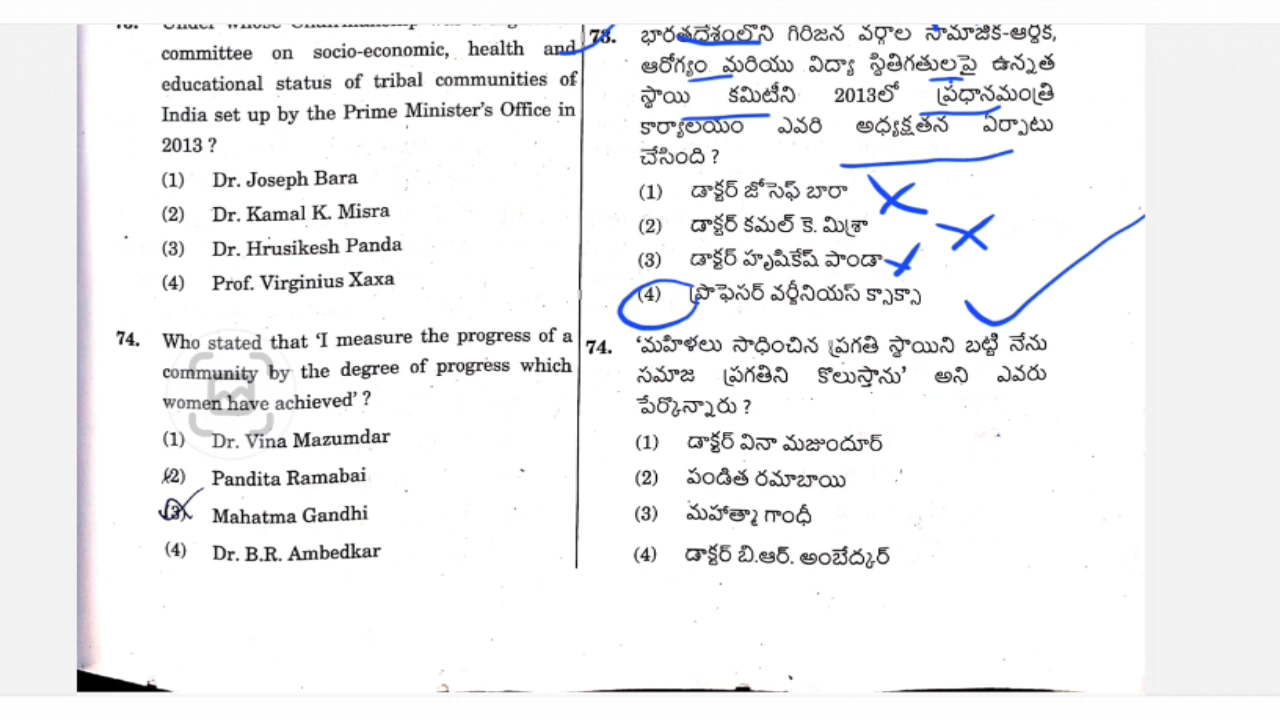 committee on socio-economic, health and
educational status of tribal communities of
India set up by the Prime Minister's Office in
2013 ?
(1) Dr. Joseph Bara
(2) Dr. Kamal K. Misra
(3) Dr. Hrusikesh Panda
(4) Prof. Virginius Xaxa
74. Who stated that 'I measure the progress of a
community by the degree of progress which
women have achieved' ?
(1) Dr. Vina Mazumdar
(2) Pandita Ramabai
(3) Mahatma Gandhi
(4) Dr. B.R. Ambedkar
73. భారతదేశంలోని గిరిజన వర్గాల సామాజిక-ఆర్థిక,
ఆరోగ్యం మరియు విద్యా స్థితిగతులపై ఉన్నత
స్థాయి కమిటీని 2013లో ప్రధానమంత్రి
కార్యాలయం ఎవరి అధ్యక్షతన ఏర్పాటు
చేసింది ?
(1) డాక్టర్ జోసెఫ్ బారా
(2) డాక్టర్ కమల్ కె. మిశ్రా
(3) డాక్టర్ హృషికేష్ పాండా
(4) ప్రొఫెసర్ వర్జీనియస్ క్సాక్సా
74. 'మహిళలు సాధించిన ప్రగతి స్థాయిని బట్టి నేను
సమాజ ప్రగతిని కొలుస్తాను' అని ఎవరు
పేర్కొన్నారు ?
(1) డాక్టర్ వినా మజుందార్
(2) పండిత రమాబాయి
(3) మహాత్మా గాంధీ
(4) డాక్టర్ బి.ఆర్. అంబేద్కర్